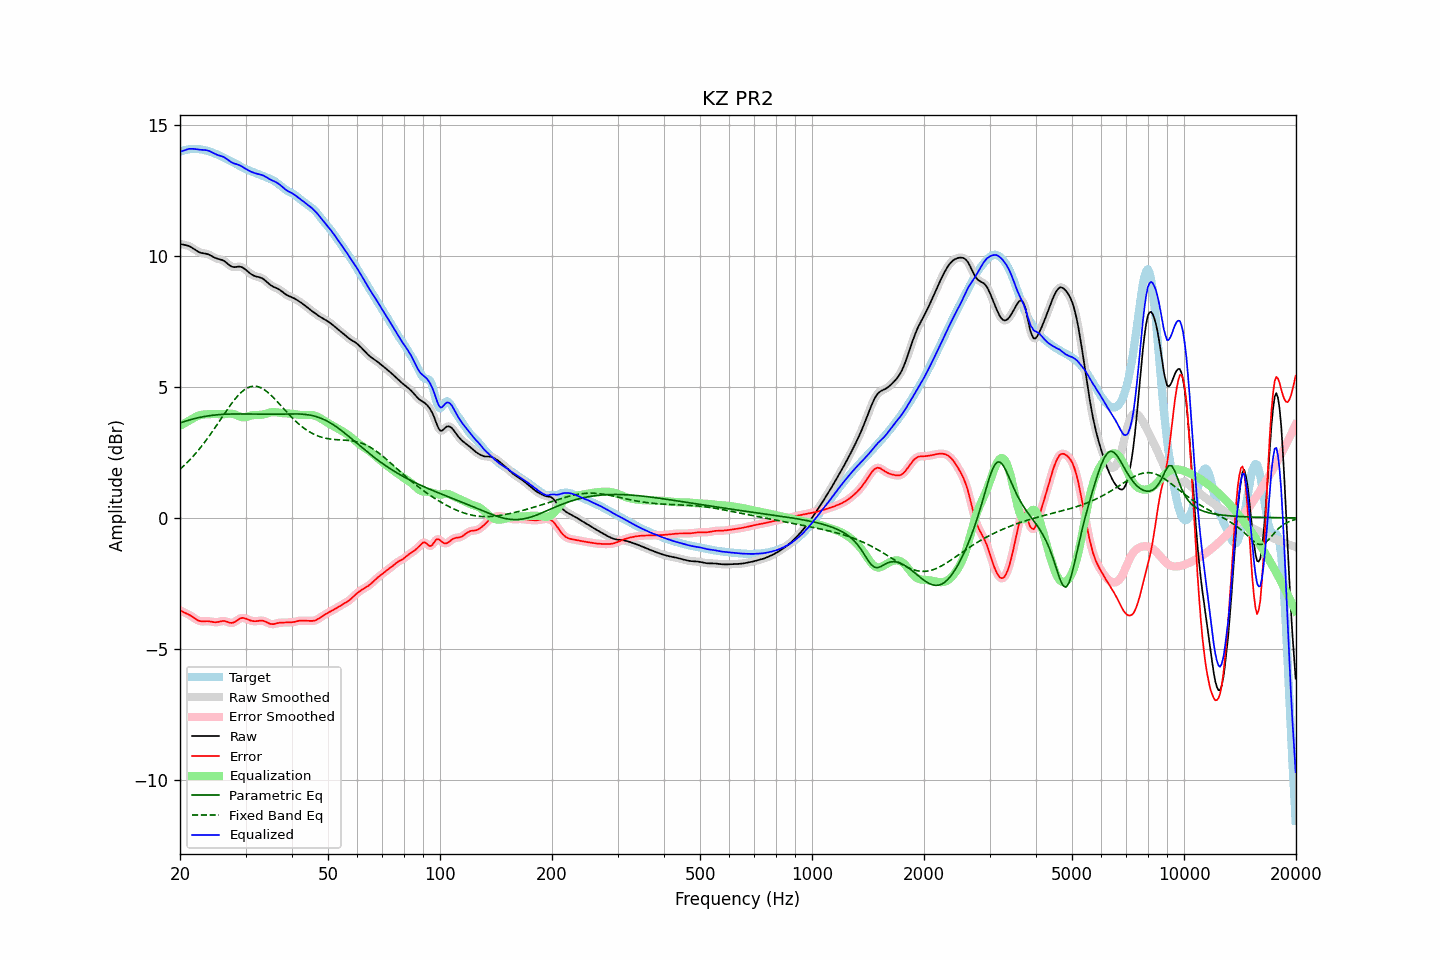 KZ PR2
Amplitude (dBr)
15
10
5
0
−5
−10
Target
Raw Smoothed
Error Smoothed
Raw
Error
Equalization
Parametric Eq
Fixed Band Eq
Equalized
20 50 100 200 500 1000 2000 5000 10000 20000
Frequency (Hz)